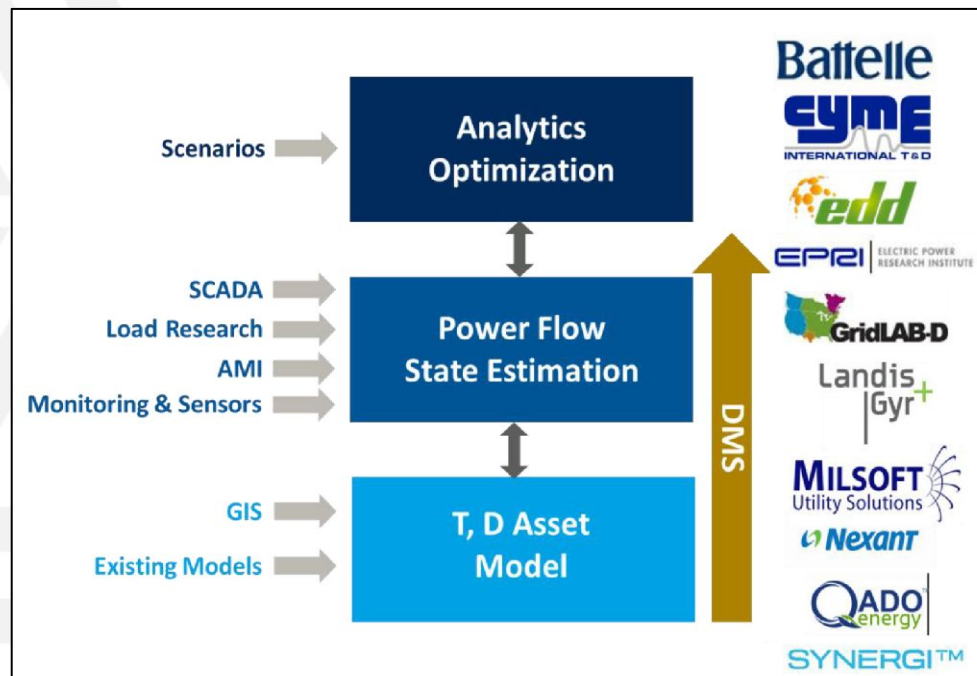 Scenarios
Analytics
Optimization
SCADA
Load Research
AMI
Monitoring & Sensors
Power Flow
State Estimation
GIS
Existing Models
T, D Asset
Model
DMS
Battelle
CYME
INTERNATIONAL T&D
edd
EPRI
ELECTRIC POWER
RESEARCH INSTITUTE
GridLAB-D
Landis
Gyr+
MILSOFT
Utility Solutions
Nexant
QADO
energy
SYNERGI™